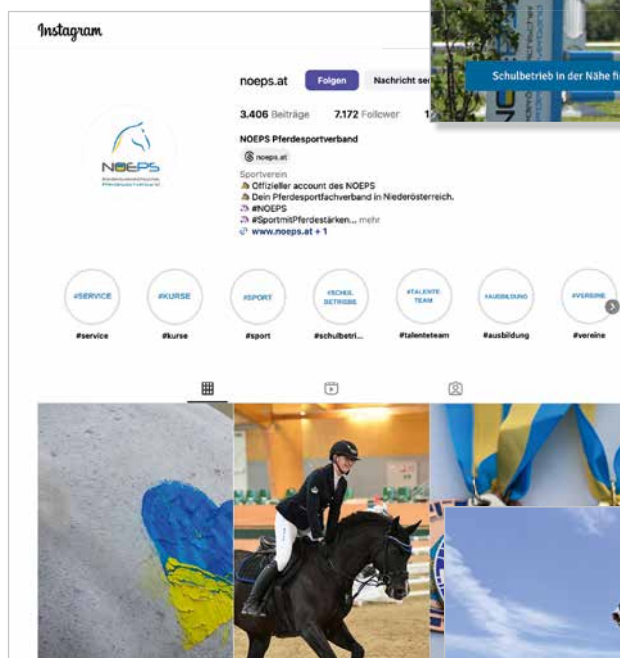 Instagram
Schulbetrieb in der Nähe
noeps.at
Folgen
Nachricht
3.406 Beiträge
7.172 Follower
NOEPS Pferdesportverband
noeps.at
Sportverein
Offizieller account des NOEPS
Dein Pferdesportfachverband in Niederösterreich.
#NOEPS
#SportmitPferdestärken... mehr
www.noeps.at + 1
NOEPS
#SERVICE
#KURSE
#SPORT
#SCHUL
BETRIEBE
#TALENTE
TEAM
#AUSBILDUNG
#VEREINE
#service
#kurse
#sport
#schulbetri...
#talenteteam
#ausbildung
#vereine